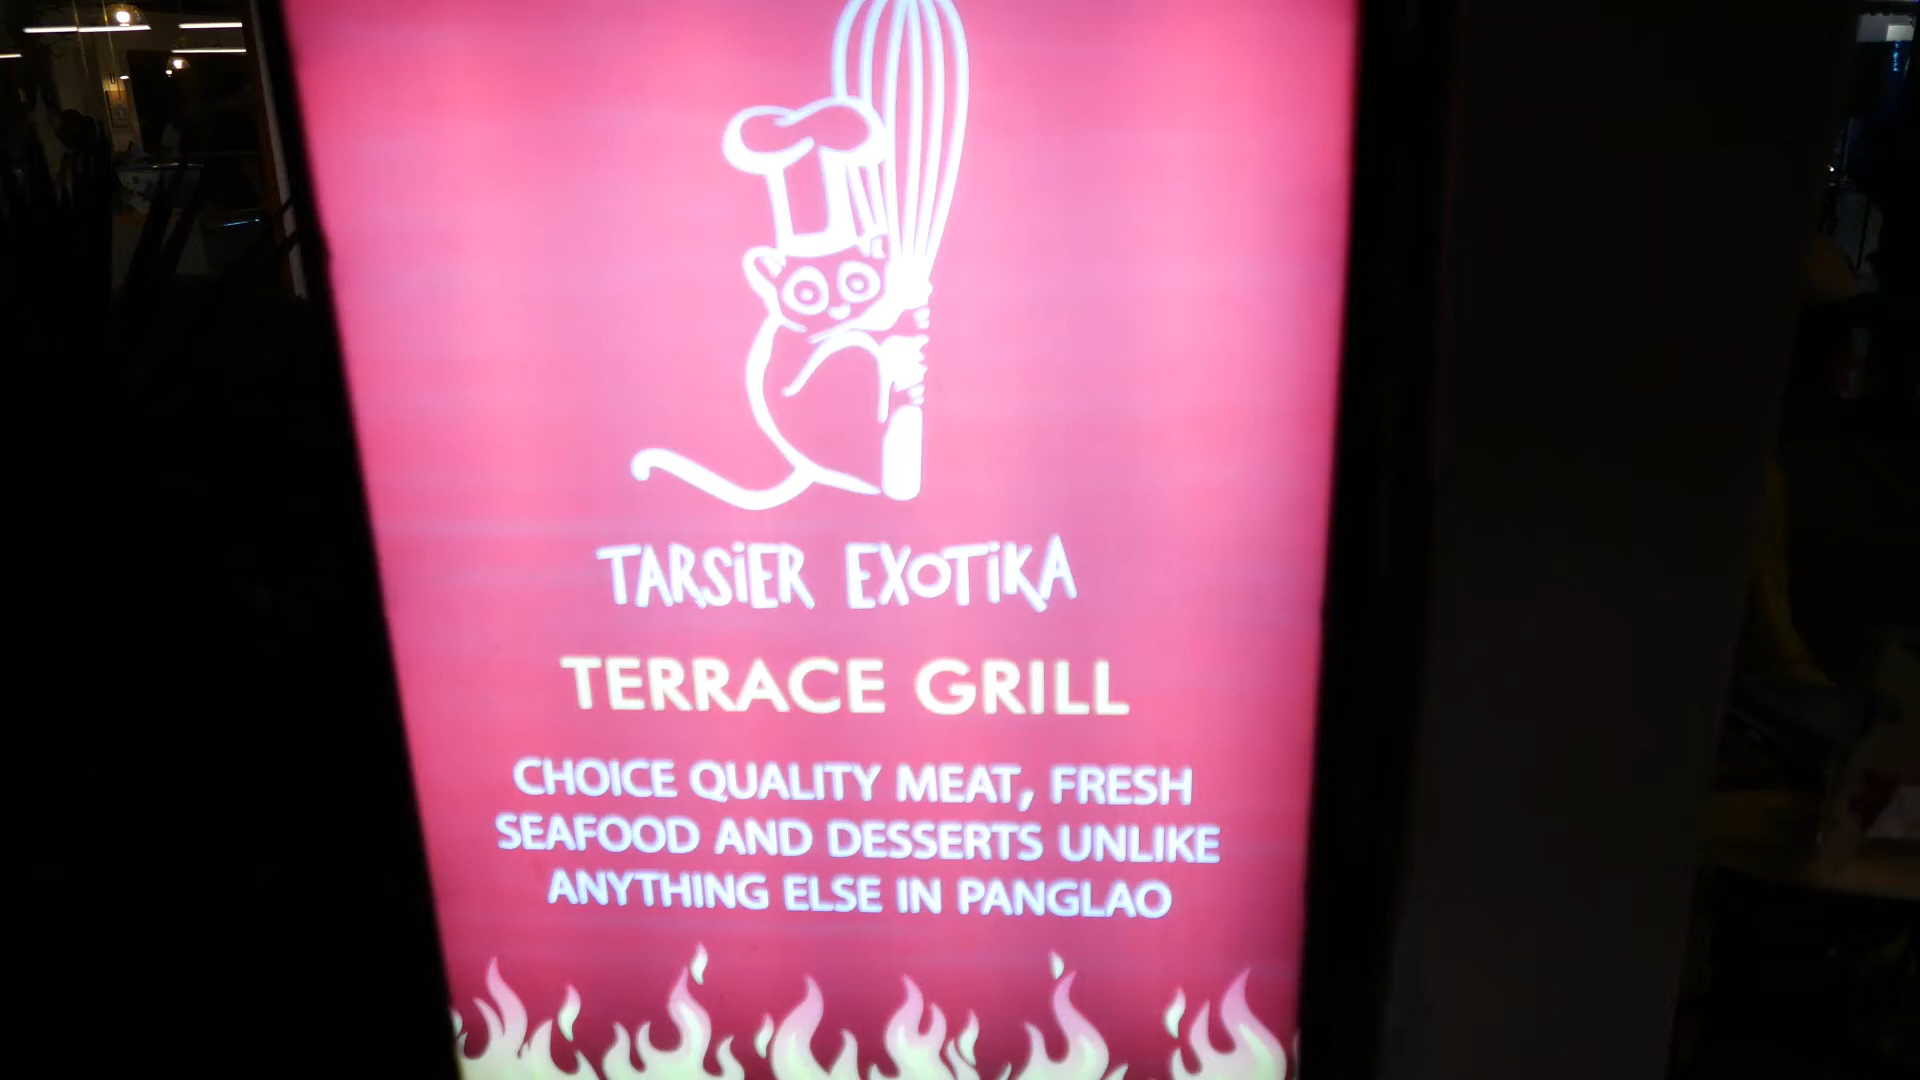 TARSiER EXOTiKA
TERRACE GRILL
CHOICE QUALITY MEAT, FRESH
SEAFOOD AND DESSERTS UNLIKE
ANYTHING ELSE IN PANGLAO